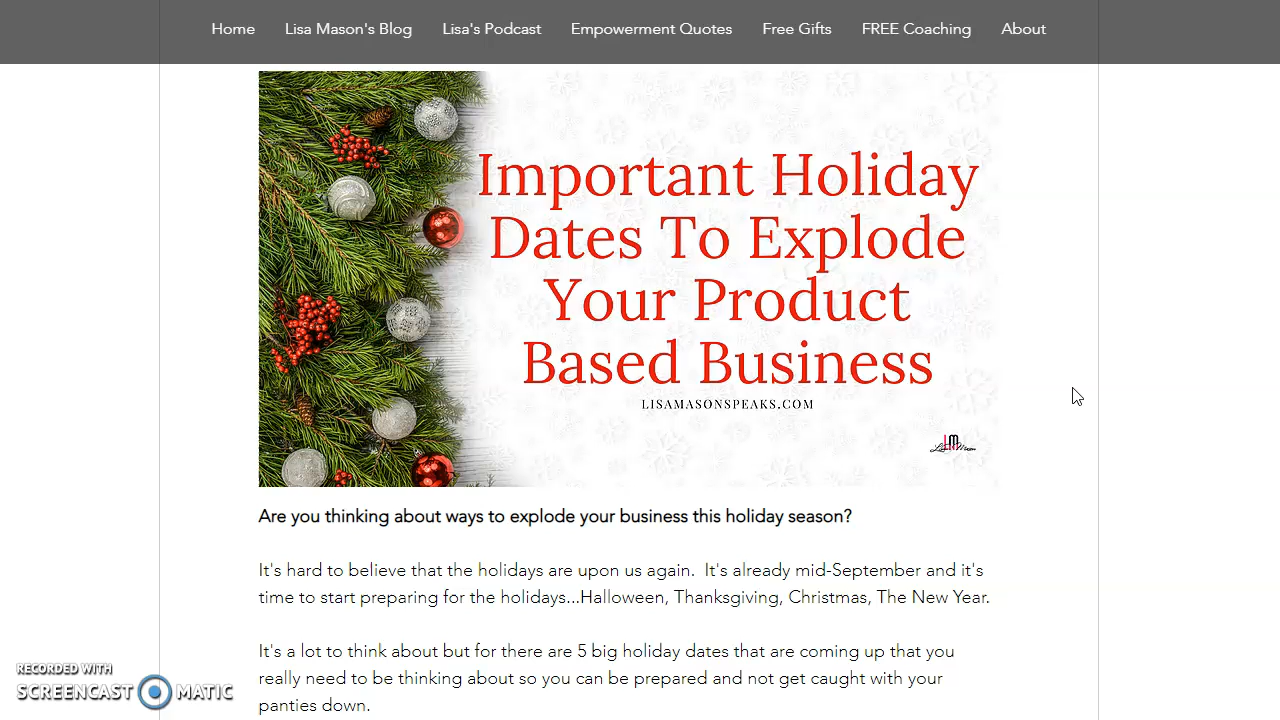 Home Lisa Mason's Blog Lisa's Podcast Empowerment Quotes Free Gifts FREE Coaching About
Important Holiday
Dates To Explode
Your Product
Based Business
LISAMASONSPEAKS.COM
LM
Lisa Mason
Are you thinking about ways to explode your business this holiday season?
It's hard to believe that the holidays are upon us again. It's already mid-September and it's
time to start preparing for the holidays...Halloween, Thanksgiving, Christmas, The New Year.
It's a lot to think about but for there are 5 big holiday dates that are coming up that you
really need to be thinking about so you can be prepared and not get caught with your
panties down.
RECORDED WITH
SCREENCAST MATIC